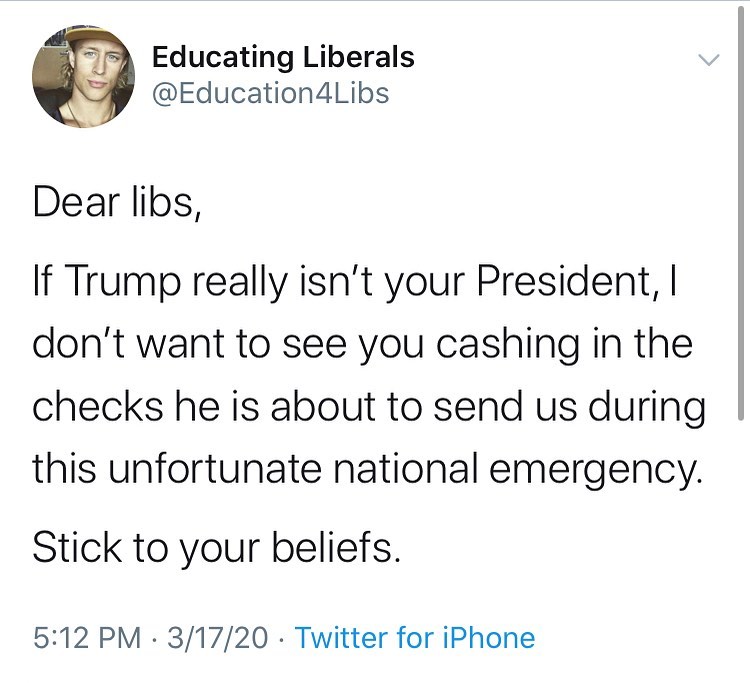 Educating Liberals
@Education4Libs
Dear libs,
If Trump really isn’t your President, I
don’t want to see you cashing in the
checks he is about to send us during
this unfortunate national emergency.
Stick to your beliefs.
5:12 PM · 3/17/20 · Twitter for iPhone